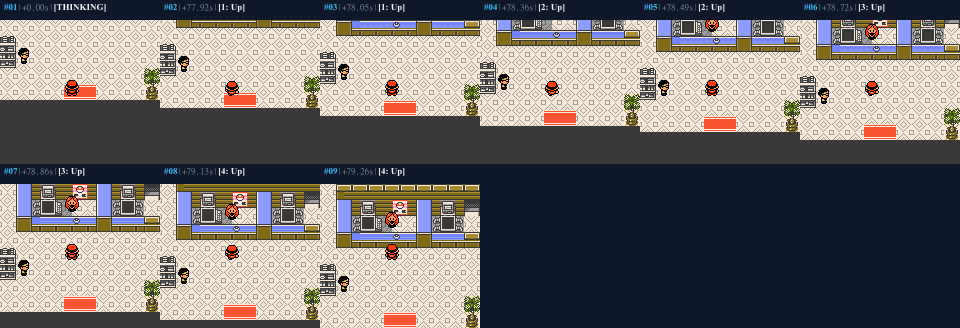 #01|+0.00s|[THINKING]
#02|+77.92s|[1: Up]
#03|+78.05s|[1: Up]
#04|+78.36s|[2: Up]
#05|+78.49s|[2: Up]
#06|+78.72s|[3: Up]
#07|+78.86s|[3: Up]
#08|+79.13s|[4: Up]
#09|+79.26s|[4: Up]